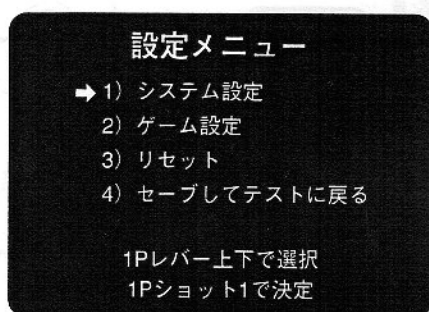 設定メニュー
➡ 1) システム設定
2) ゲーム設定
3) リセット
4) セーブしてテストに戻る
1Pレバー上下で選択
1Pショット1で決定